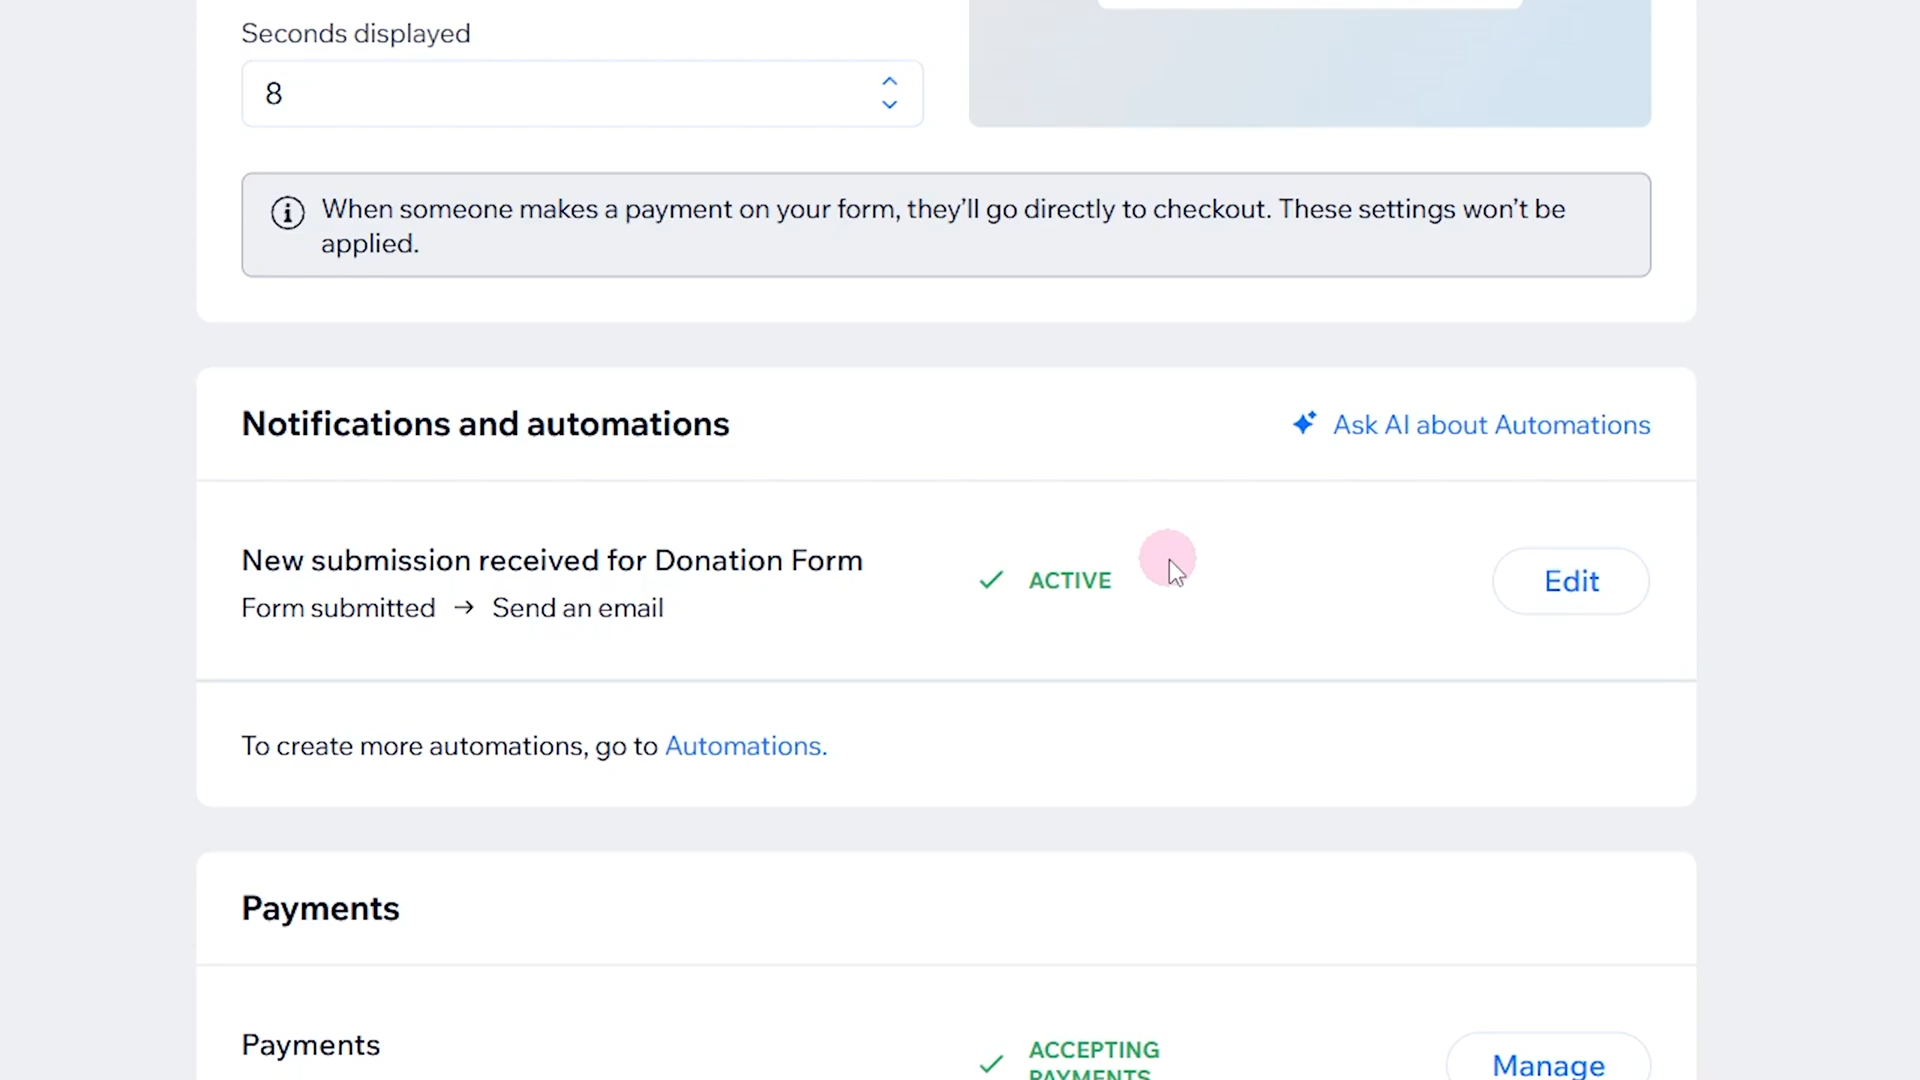 Seconds displayed
8
When someone makes a payment on your form, they’ll go directly to checkout. These settings won’t be
applied.
Notifications and automations
Ask AI about Automations
New submission received for Donation Form
Form submitted → Send an email
ACTIVE
Edit
To create more automations, go to Automations.
Payments
Payments
ACCEPTING
PAYMENTS
Manage